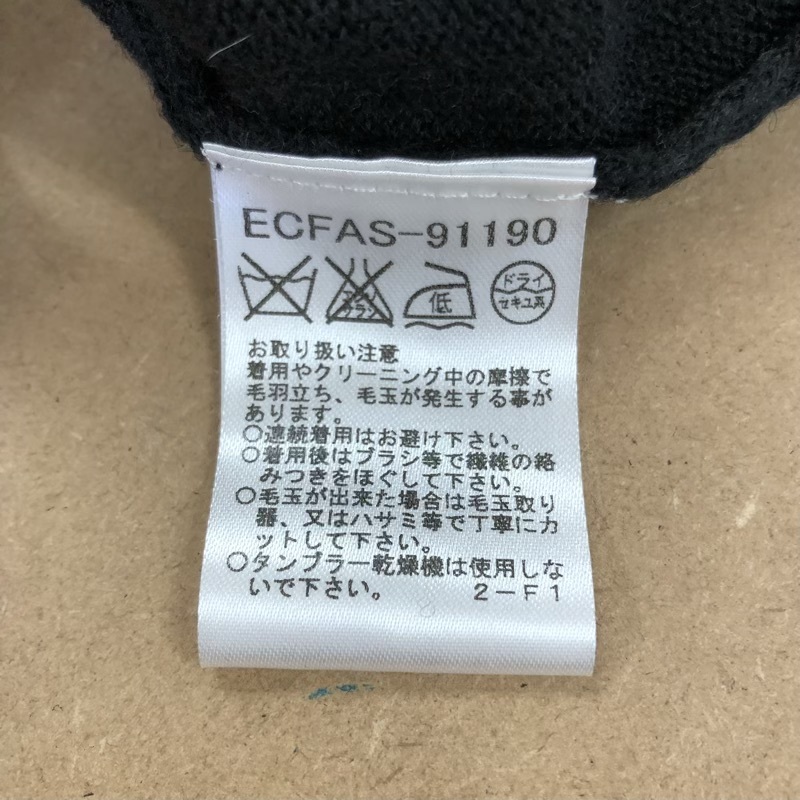 ECFAS-91190
エンソ サラシ
低
ドライ
セキユ系
お取り扱い注意
着用やクリーニング中の摩擦で
毛羽立ち、毛玉が発生する事が
あります。
○連続着用はお避け下さい。
○着用後はブラシ等で繊維の絡
みつきをほぐして下さい。
○毛玉が出来た場合は毛玉取り
器、又はハサミ等で丁寧にカ
ットして下さい。
○タンブラー乾燥機は使用しな
いで下さい。 2-F1